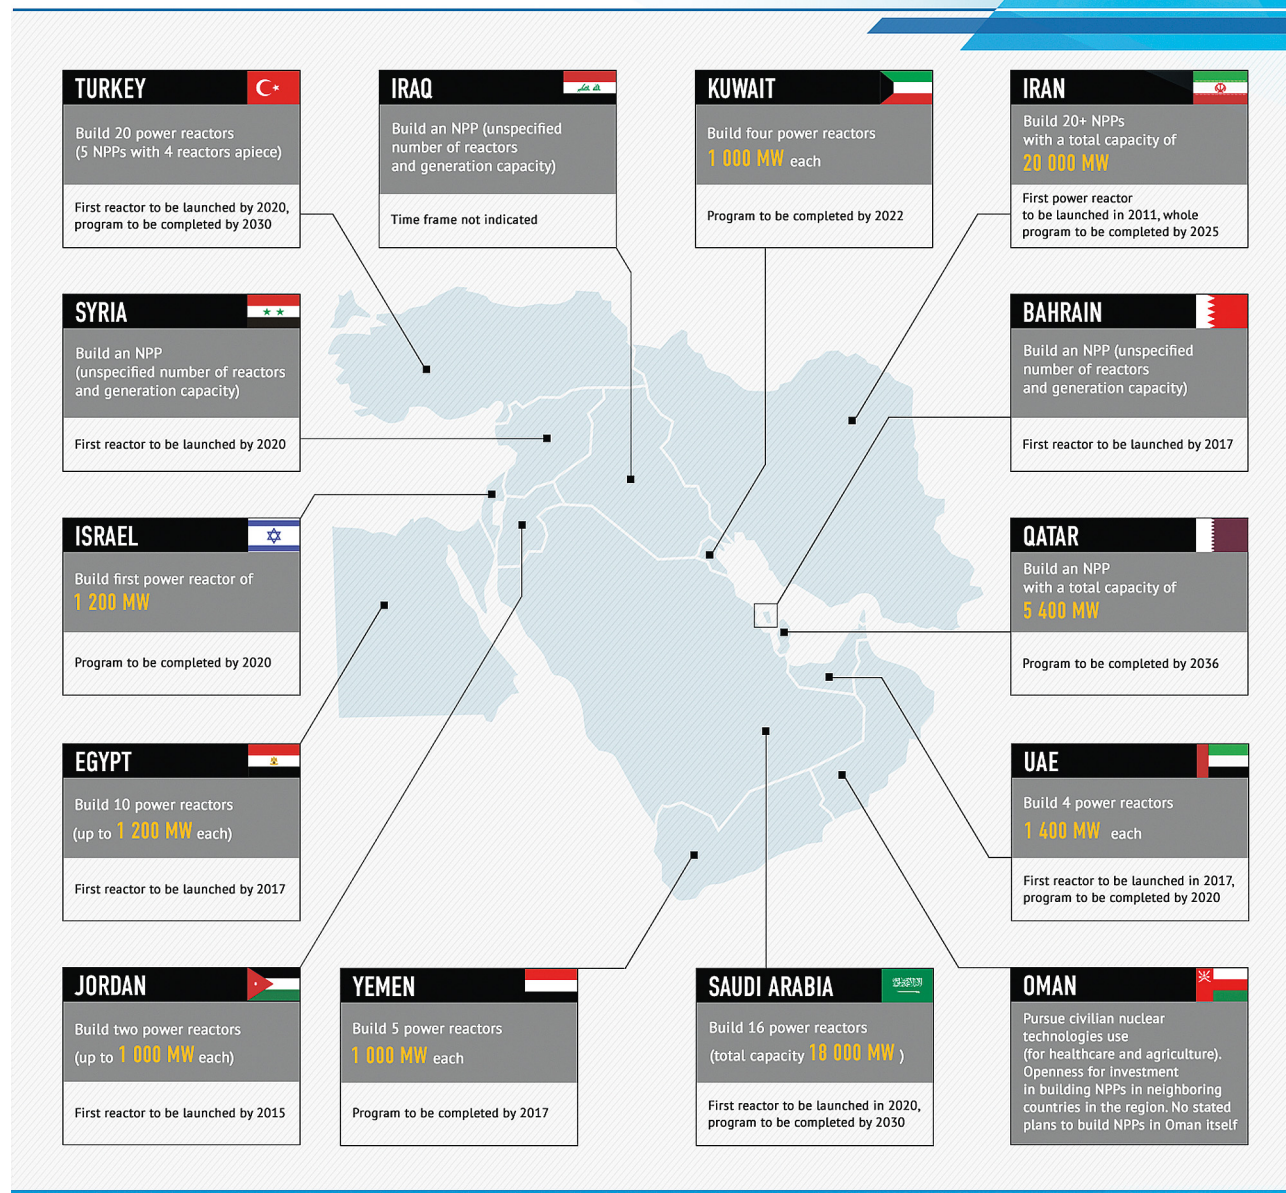 TURKEY
Build 20 power reactors
(5 NPPs with 4 reactors apiece)
First reactor to be launched by 2020,
program to be completed by 2030
IRAQ
Build an NPP (unspecified
number of reactors
and generation capacity)
Time frame not indicated
KUWAIT
Build four power reactors
1 000 MW each
Program to be completed by 2022
IRAN
Build 20+ NPPs
with a total capacity of
20 000 MW
First power reactor
to be launched in 2011, whole
program to be completed by 2025
SYRIA
Build an NPP
(unspecified number of reactors
and generation capacity)
First reactor to be launched by 2020
BAHRAIN
Build an NPP (unspecified
number of reactors
and generation capacity)
First reactor to be launched by 2017
ISRAEL
Build first power reactor of
1 200 MW
Program to be completed by 2020
QATAR
Build an NPP
with a total capacity of
5 400 MW
Program to be completed by 2036
EGYPT
Build 10 power reactors
(up to 1 200 MW each)
First reactor to be launched by 2017
UAE
Build 4 power reactors
1 400 MW each
First reactor to be launched in 2017,
program to be completed by 2020
JORDAN
Build two power reactors
(up to 1 000 MW each)
First reactor to be launched by 2015
YEMEN
Build 5 power reactors
1 000 MW each
Program to be completed by 2017
SAUDI ARABIA
Build 16 power reactors
(total capacity 18 000 MW )
First reactor to be launched in 2020,
program to be completed by 2030
OMAN
Pursue civilian nuclear
technologies use
(for healthcare and agriculture).
Openness for investment
in building NPPs in neighboring
countries in the region. No stated
plans to build NPPs in Oman itself